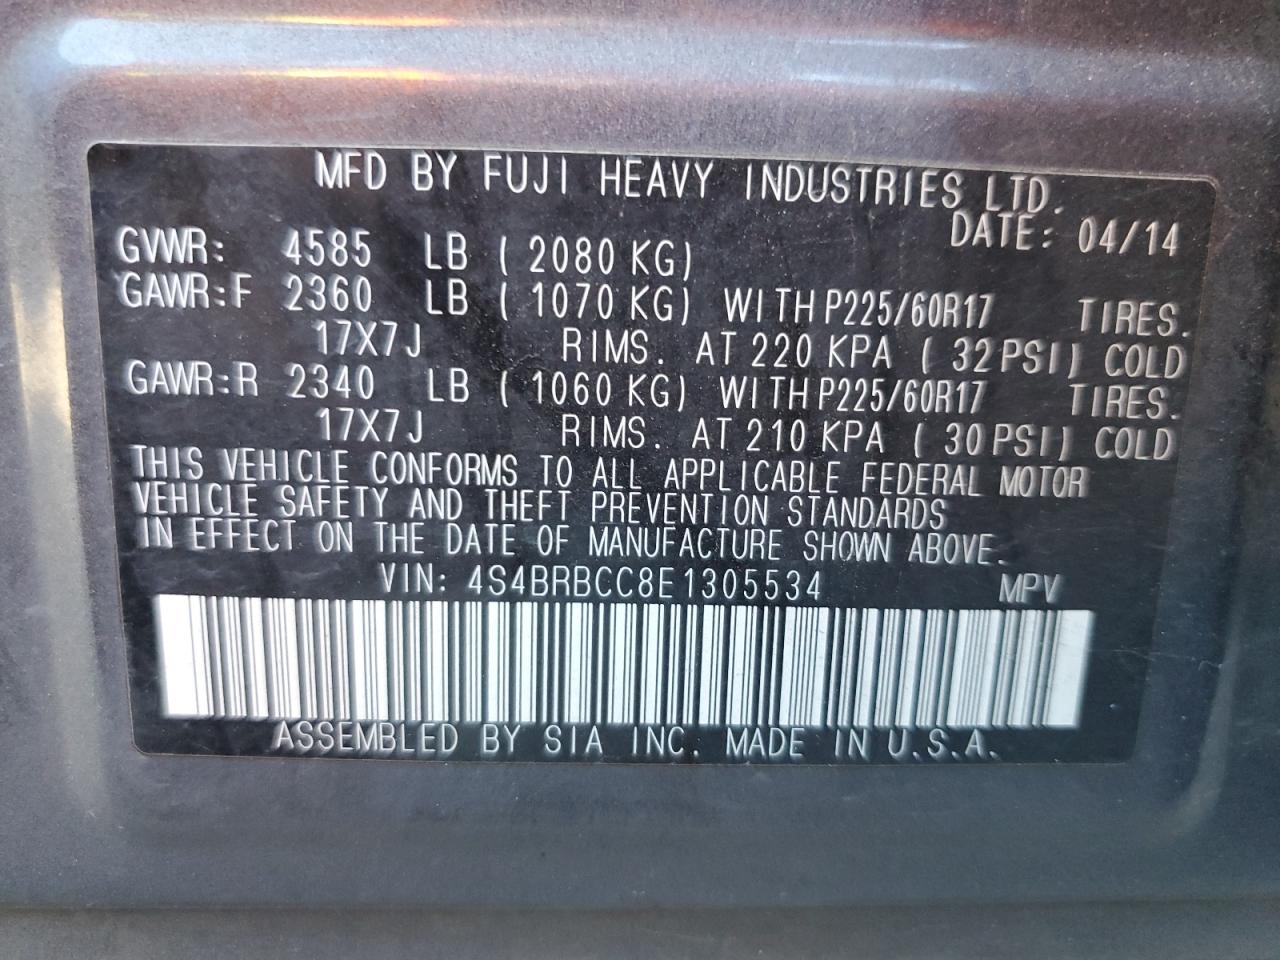 MFD BY FUJI HEAVY INDUSTRIES LTD.
DATE: 04/14
GVWR: 4585 LB ( 2080 KG)
GAWR:F 2360 LB ( 1070 KG) WITH P225/60R17 TIRES.
17X7J RIMS. AT 220 KPA ( 32 PSI) COLD
GAWR:R 2340 LB ( 1060 KG) WITH P225/60R17 TIRES.
17X7J RIMS. AT 210 KPA ( 30 PSI) COLD
THIS VEHICLE CONFORMS TO ALL APPLICABLE FEDERAL MOTOR
VEHICLE SAFETY AND THEFT PREVENTION STANDARDS
IN EFFECT ON THE DATE OF MANUFACTURE SHOWN ABOVE.
VIN: 4S4BRBCC8E1305534 MPV
ASSEMBLED BY SIA INC. MADE IN U.S.A.